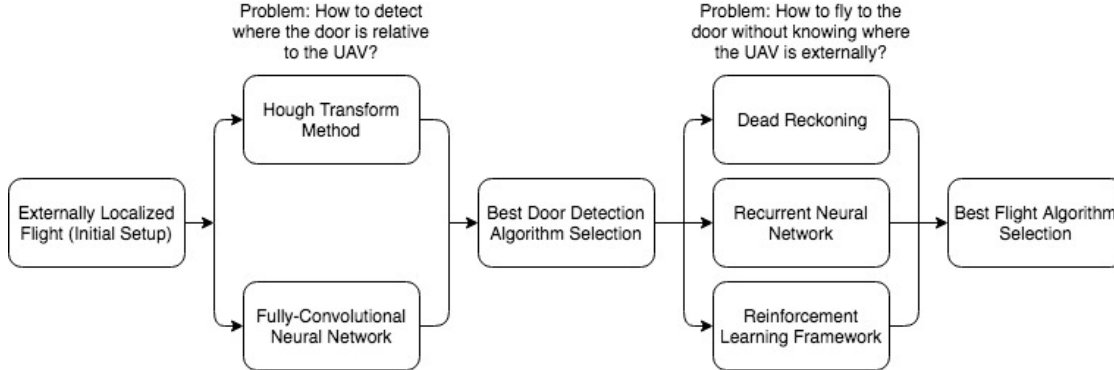 Problem: How to detect
where the door is relative
to the UAV?
Problem: How to fly to the
door without knowing where
the UAV is externally?
Hough Transform
Method
Dead Reckoning
Externally Localized
Flight (Initial Setup)
Best Door Detection
Algorithm Selection
Recurrent Neural
Network
Best Flight Algorithm
Selection
Fully-Convolutional
Neural Network
Reinforcement
Learning Framework